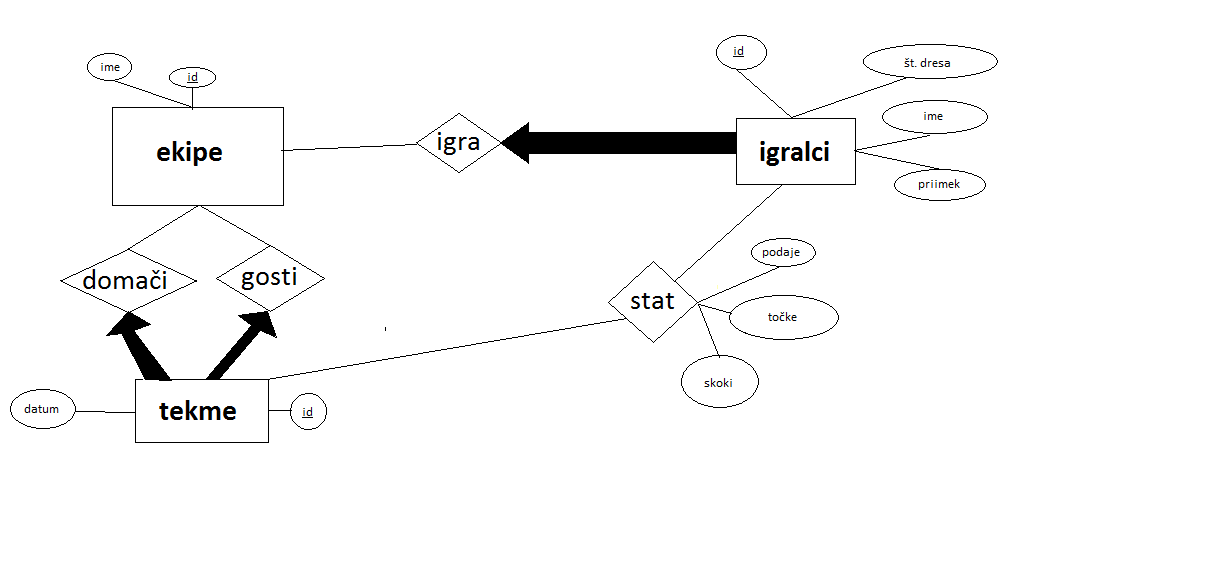 ime
id
ekipe
igra
id
št. dresa
ime
igralci
priimek
domači
gosti
stat
podaje
točke
skoki
datum
tekme
id